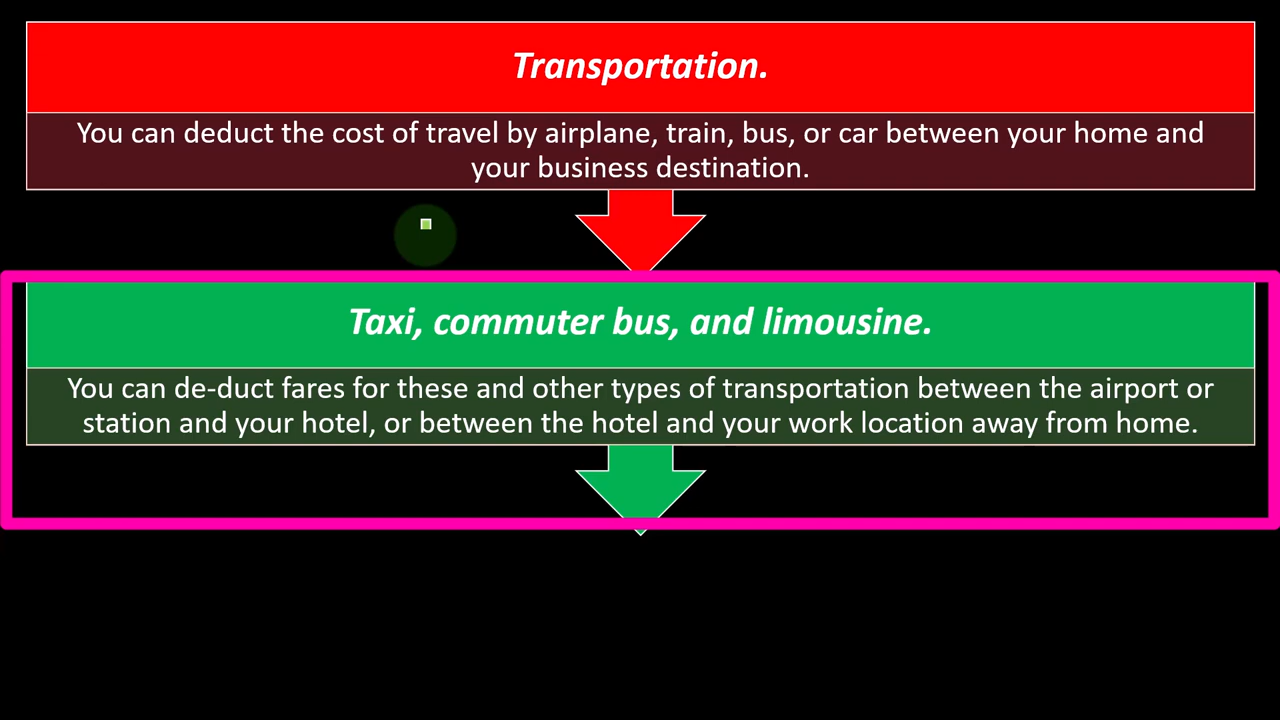 Transportation.
You can deduct the cost of travel by airplane, train, bus, or car between your home and
your business destination.
Taxi, commuter bus, and limousine.
You can de-duct fares for these and other types of transportation between the airport or
station and your hotel, or between the hotel and your work location away from home.